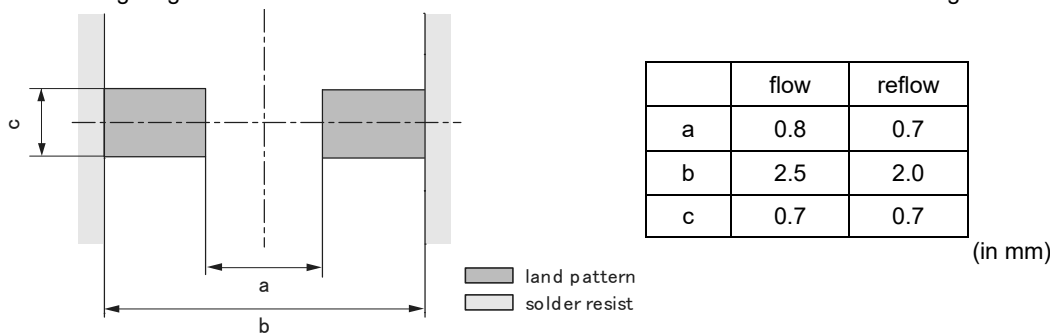 c
a
b
land pattern
solder resist
flow reflow
a 0.8 0.7
b 2.5 2.0
c 0.7 0.7
(in mm)